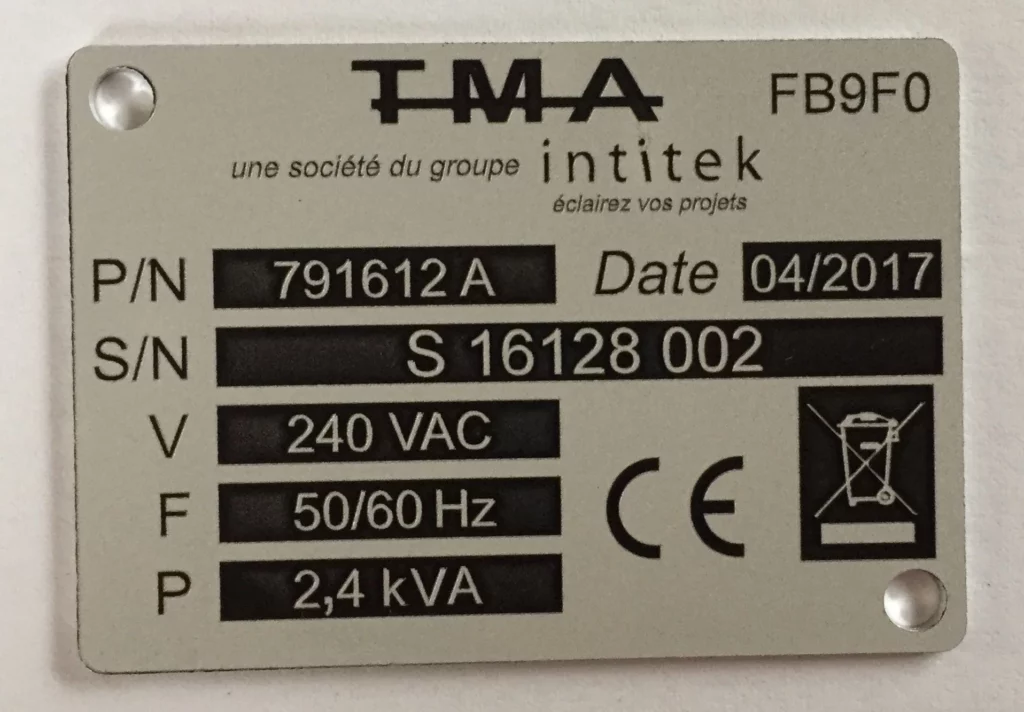 TMA FB9F0
une société du groupe intitek
éclairez vos projets
P/N 791612 A Date 04/2017
S/N S 16128 002
V 240 VAC
F 50/60 Hz
P 2,4 kVA
CE